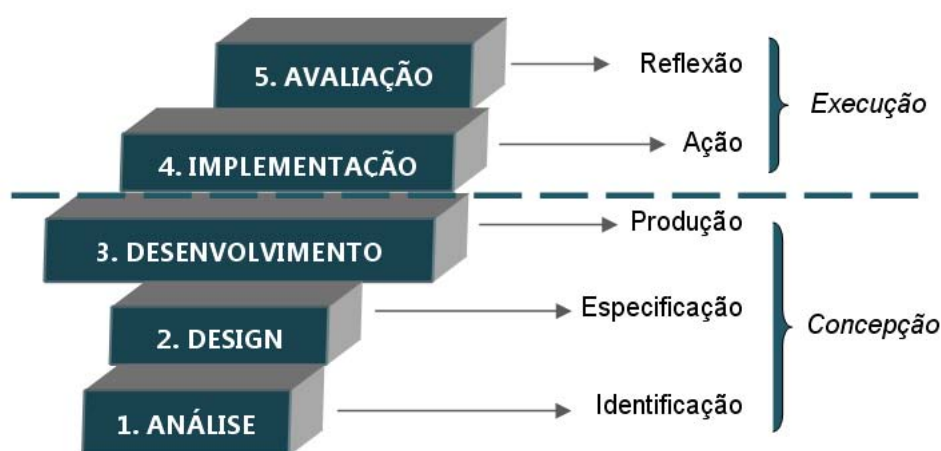 5. AVALIAÇÃO
Reflexão
Execução
4. IMPLEMENTAÇÃO
Ação
3. DESENVOLVIMENTO
Produção
2. DESIGN
Especificação
Concepção
1. ANÁLISE
Identificação